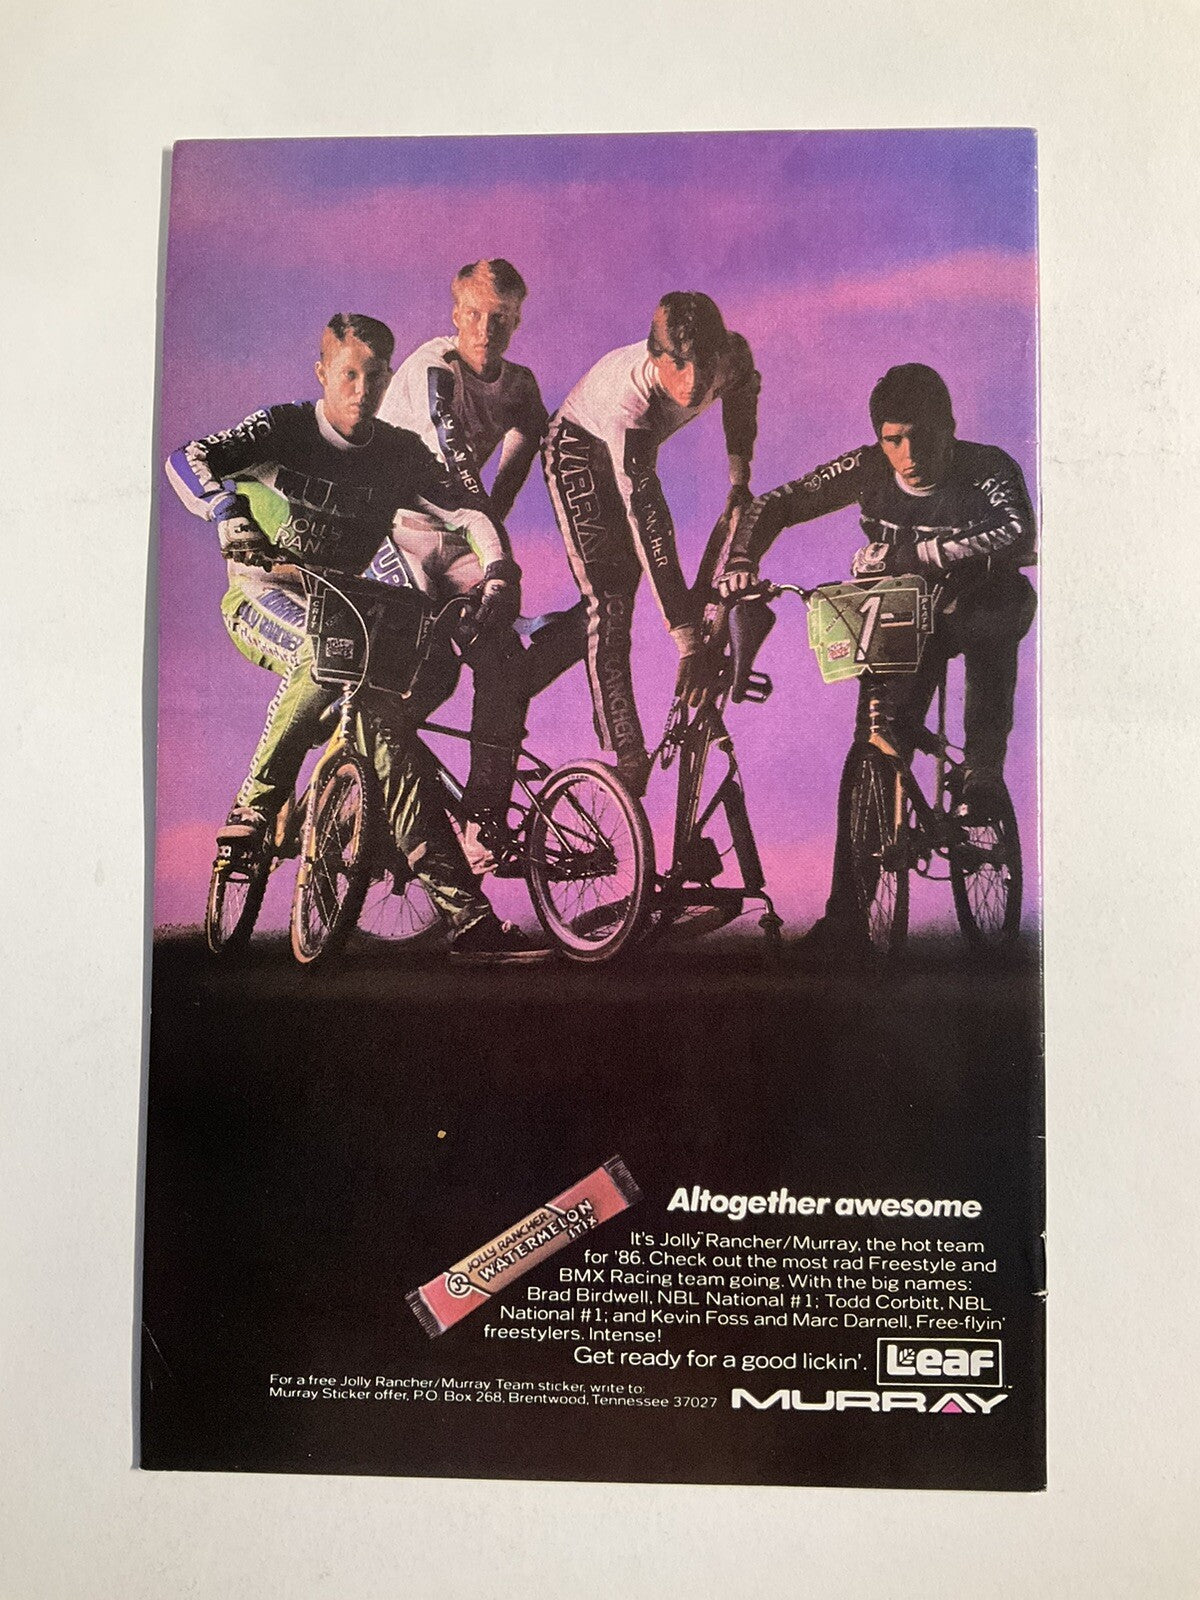 JOLLY
RANCHER
MURRAY
JOLLY RANCHER
1
JOLLY RANCHER
WATERMELON
STIX
Altogether awesome
It's Jolly™ Rancher/Murray, the hot team
for '86. Check out the most rad Freestyle and
BMX Racing team going. With the big names:
Brad Birdwell, NBL National #1; Todd Corbitt, NBL
National #1; and Kevin Foss and Marc Darnell, Free-flyin'
freestylers. Intense!
Get ready for a good lickin'.
Leaf
For a free Jolly Rancher/Murray Team sticker, write to:
Murray Sticker offer, P.O. Box 268, Brentwood, Tennessee 37027
MURRAY™